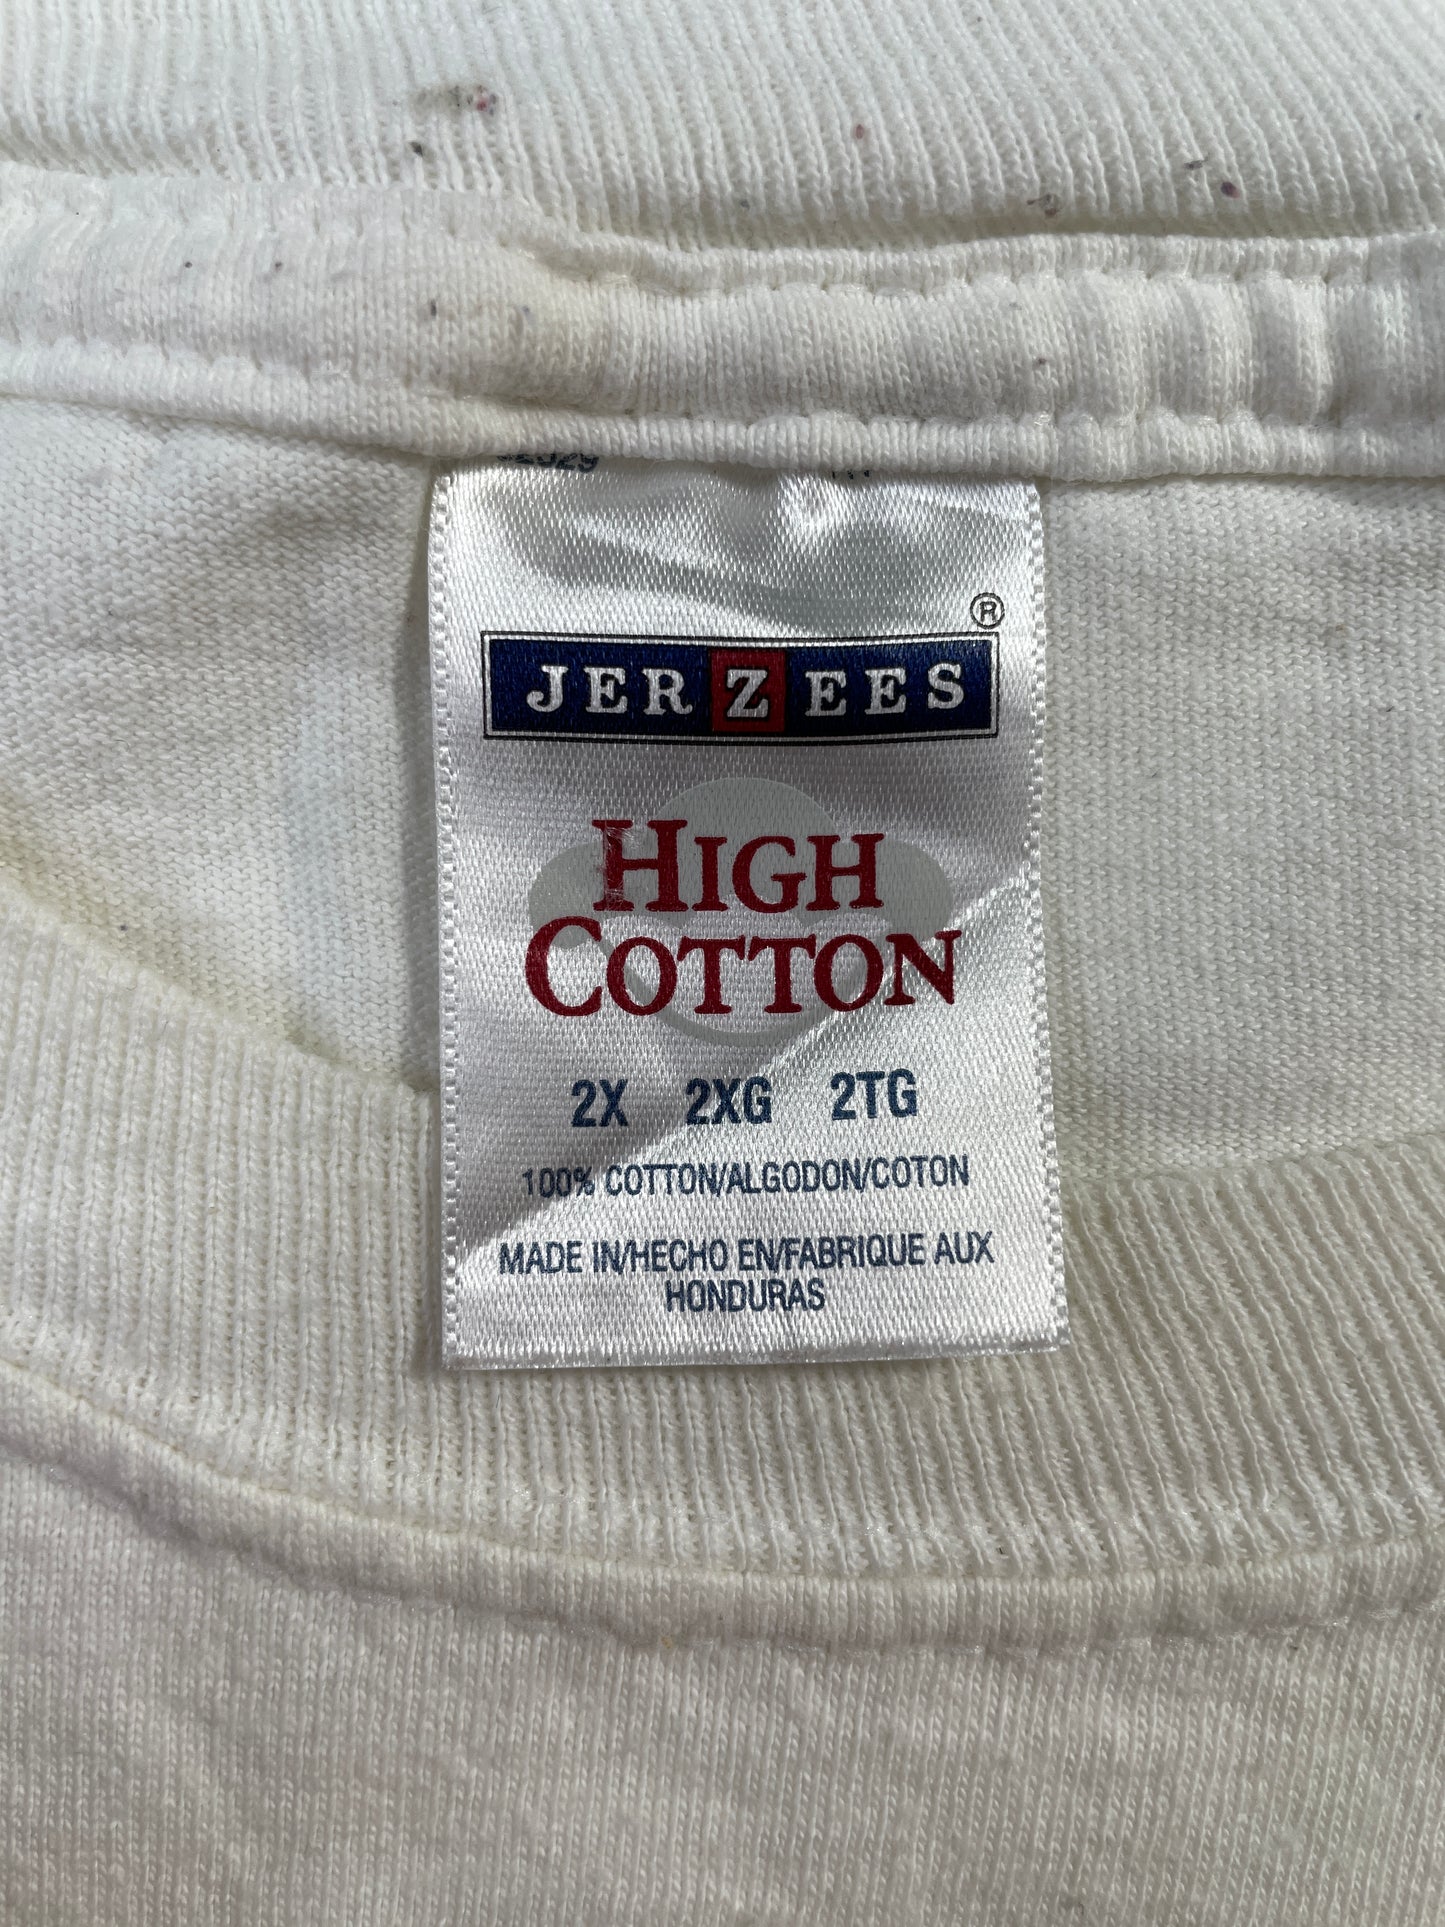 ®
JERZEES
HIGH
COTTON
2X 2XG 2TG
100% COTTON/ALGODON/COTON
MADE IN/HECHO EN/FABRIQUE AUX
HONDURAS